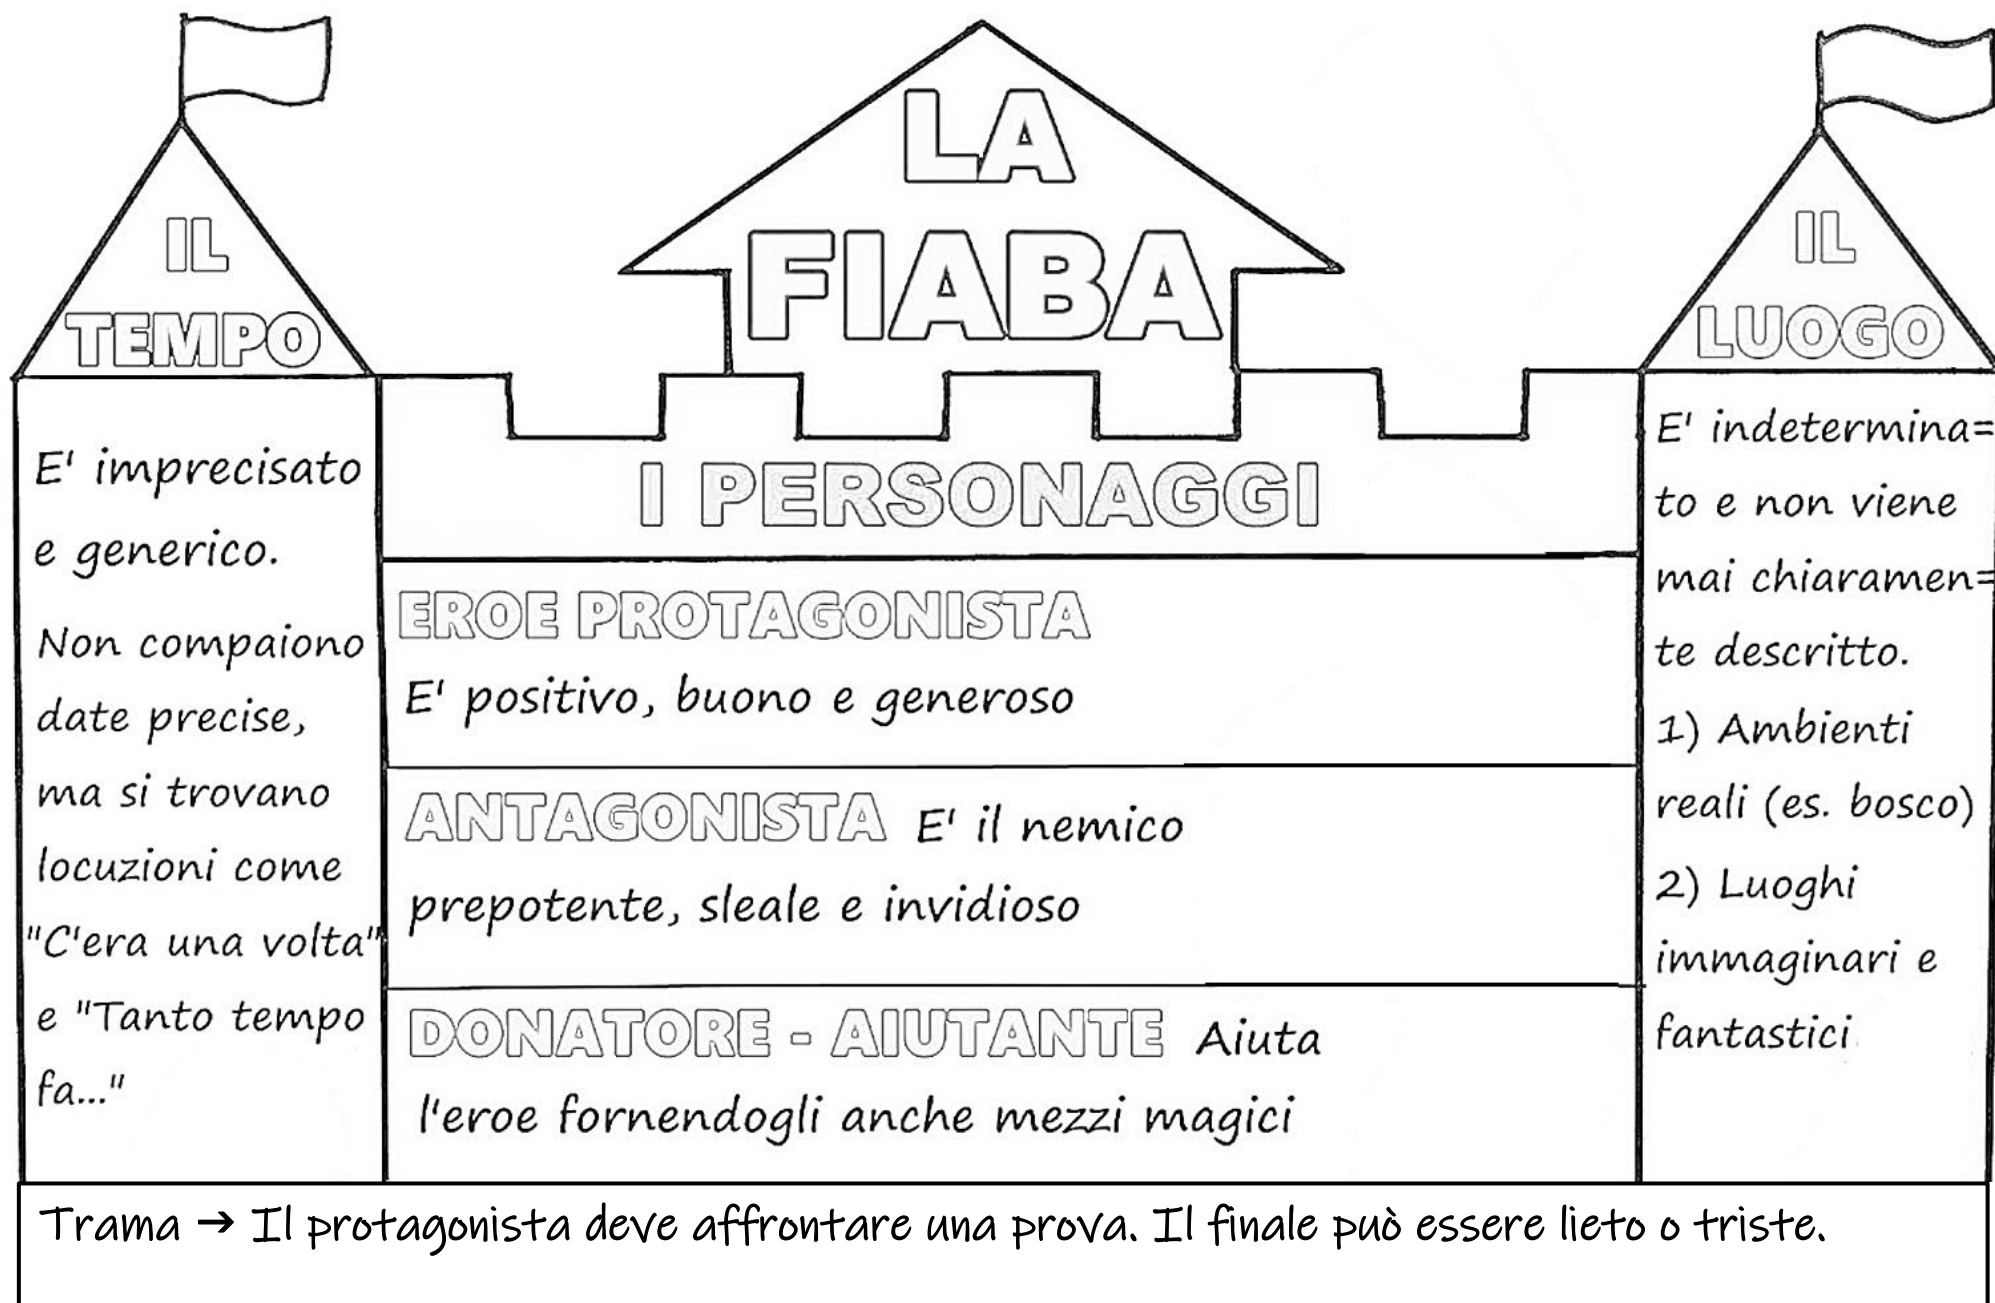 LA
FIABA
IL
TEMPO
E' imprecisato
e generico.
Non compaiono
date precise,
ma si trovano
locuzioni come
"C'era una volta"
e "Tanto tempo
fa..."
I PERSONAGGI
EROE PROTAGONISTA
E' positivo, buono e generoso
ANTAGONISTA E' il nemico
prepotente, sleale e invidioso
DONATORE - AIUTANTE Aiuta
l'eroe fornendogli anche mezzi magici
IL
LUOGO
E' indetermina=
to e non viene
mai chiaramen=
te descritto.
1) Ambienti
reali (es. bosco)
2) Luoghi
immaginari e
fantastici
Trama → Il protagonista deve affrontare una prova. Il finale può essere lieto o triste.